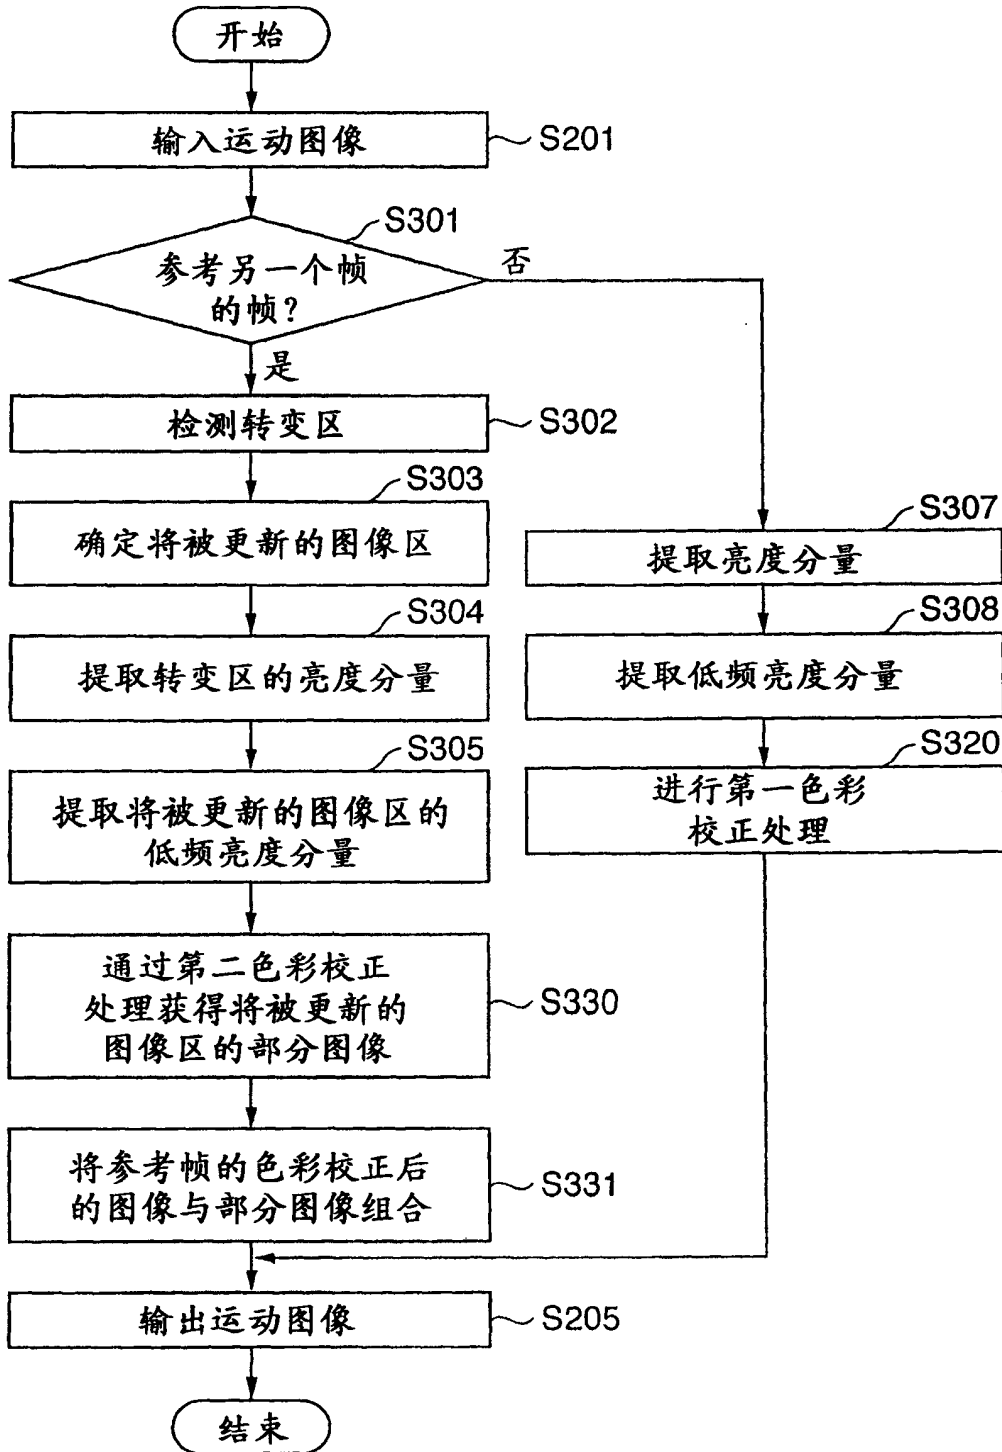 开始
输入运动图像
S201
S301
参考另一个帧
的帧？
否
是
检测转变区
S302
S303
确定将被更新的图像区
S304
提取转变区的亮度分量
S305
提取将被更新的图像区的
低频亮度分量
通过第二色彩校正
处理获得将被更新的
图像区的部分图像
S330
将参考帧的色彩校正后
的图像与部分图像组合
S331
S307
提取亮度分量
S308
提取低频亮度分量
S320
进行第一色彩
校正处理
输出运动图像
S205
结束